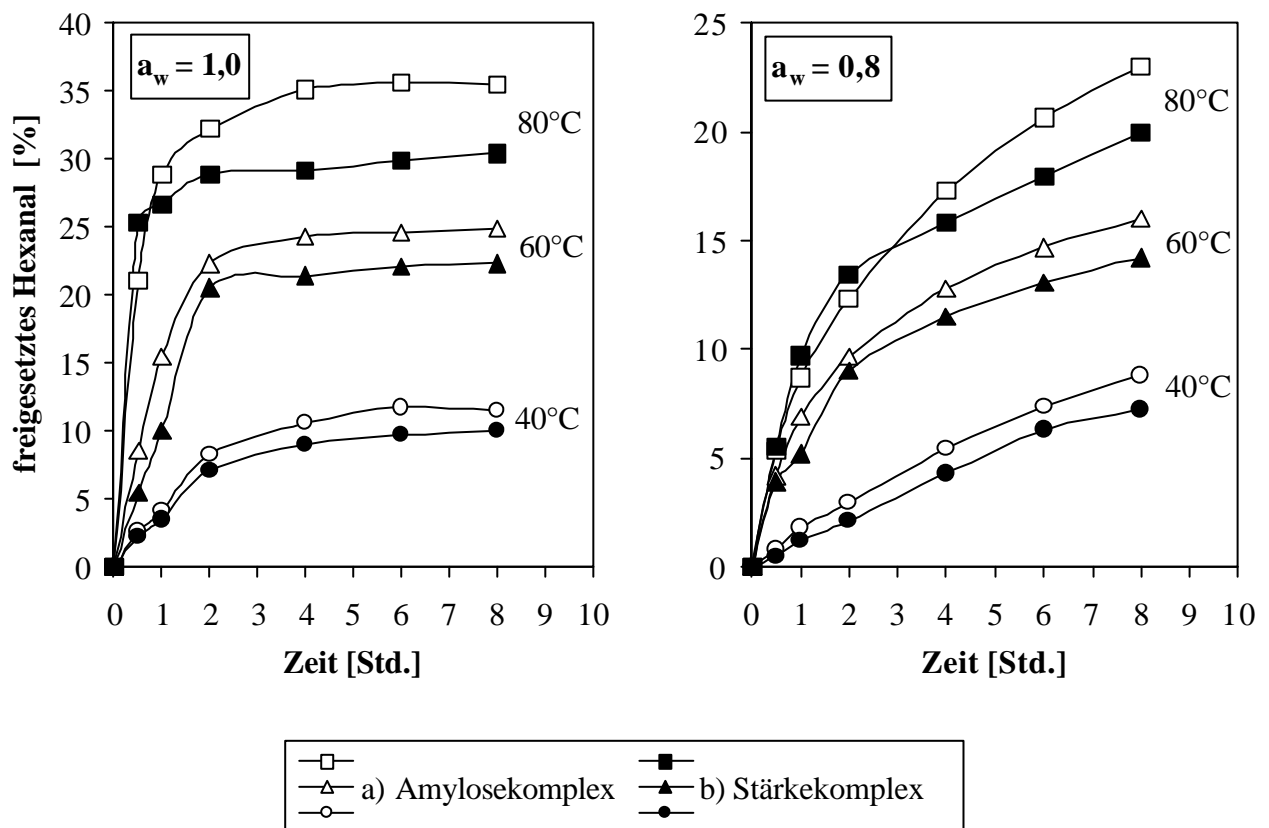 a_w = 1,0
freigesetztes Hexanal [%]
40
35
30
25
20
15
10
5
0
80°C
60°C
40°C
0 1 2 3 4 5 6 7 8 9 10
Zeit [Std.]
a_w = 0,8
25
20
15
10
5
0
80°C
60°C
40°C
0 1 2 3 4 5 6 7 8 9 10
Zeit [Std.]
a) Amylosekomplex b) Stärkekomplex